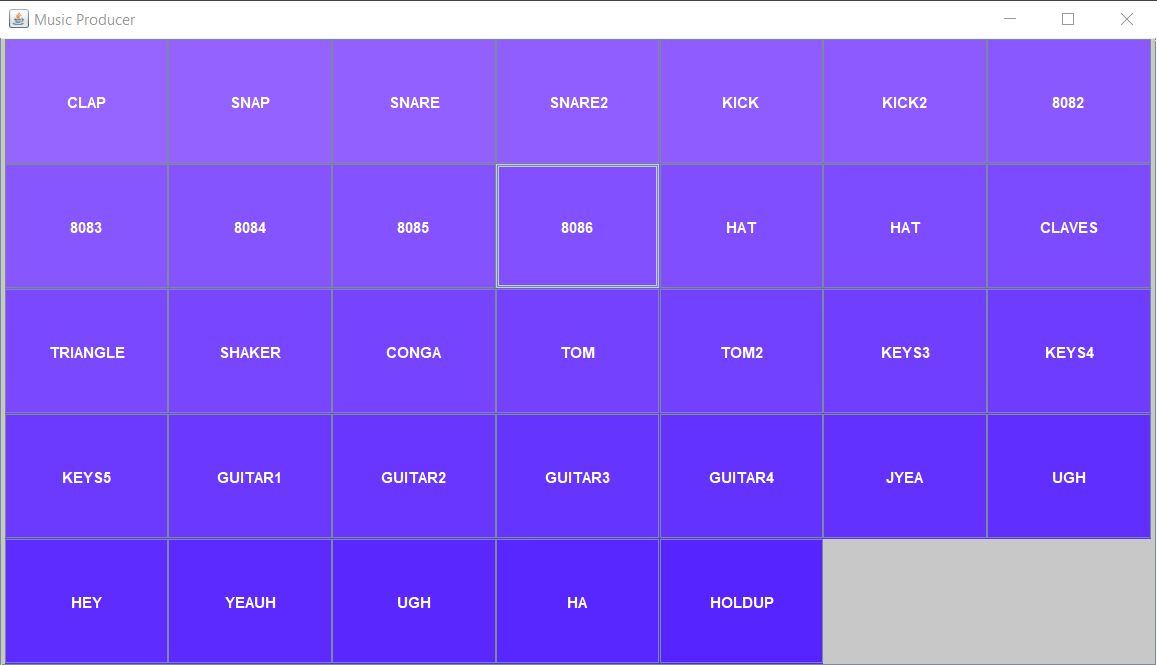 Music Producer
CLAP SNAP SNARE SNARE2 KICK KICK2 8082
8083 8084 8085 8086 HAT HAT CLAVES
TRIANGLE SHAKER CONGA TOM TOM2 KEYS3 KEYS4
KEYS5 GUITAR1 GUITAR2 GUITAR3 GUITAR4 JYEA UGH
HEY YEAUH UGH HA HOLDUP